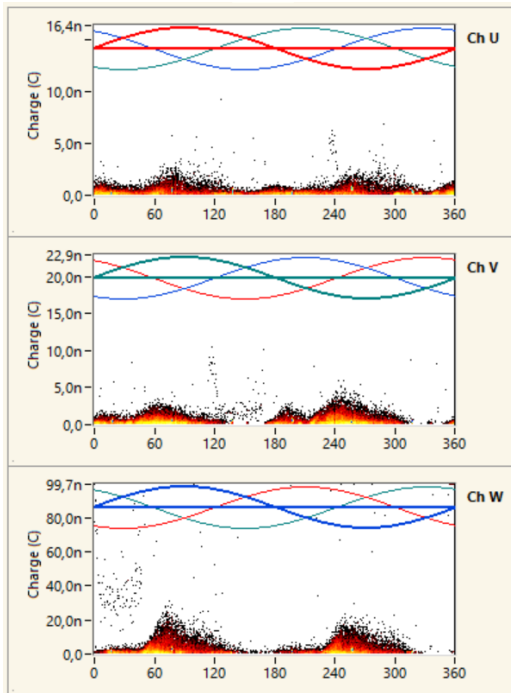 16,4n
Ch U
10,0n
5,0n
0,0
Charge (C)
0 60 120 180 240 300 360
22,9n
Ch V
20,0n
15,0n
10,0n
5,0n
0,0
Charge (C)
0 60 120 180 240 300 360
99,7n
Ch W
80,0n
60,0n
40,0n
20,0n
0,0
Charge (C)
0 60 120 180 240 300 360